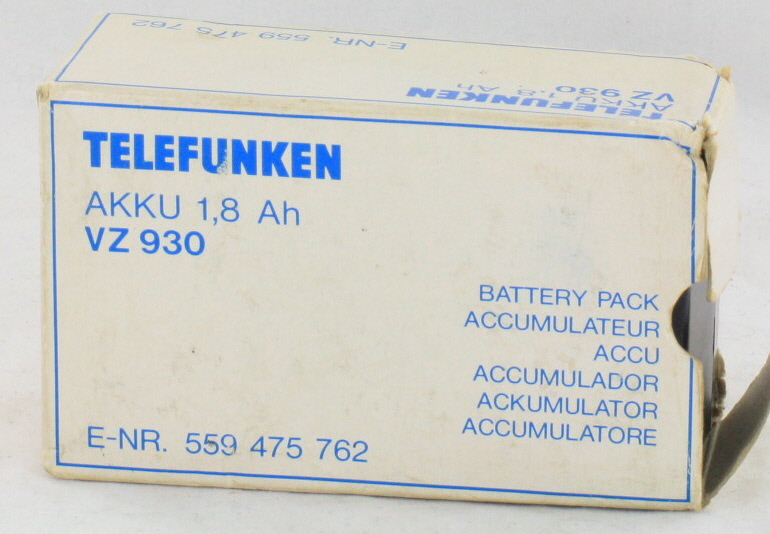 E-NR. 559 475 762
TELEFUNKEN
AKKU 1,8 Ah
VZ 930
TELEFUNKEN
AKKU 1,8 Ah
VZ 930
BATTERY PACK
ACCUMULATEUR
ACCU
ACCUMULADOR
ACKUMULATOR
ACCUMULATORE
E-NR. 559 475 762